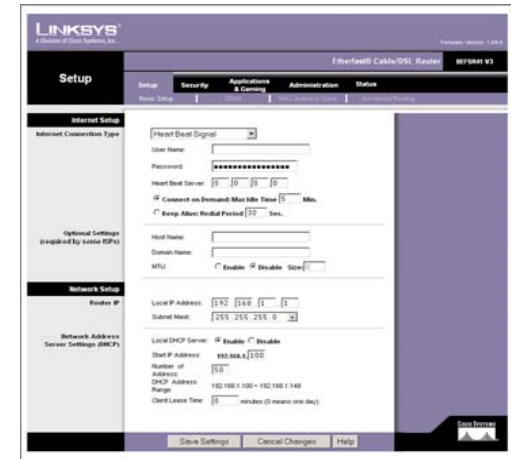 LINKSYS
A Division of Cisco Systems, Inc.
Firmware Version: 1.04.4
Etherfast® Cable/DSL Router BEFSR41 V3
Setup
Setup Security Applications & Gaming Administration Status
Basic Setup DDNS MAC Address Clone Advanced Routing
Internet Setup
Internet Connection Type
Heart Beat Signal
User Name:
Password:
Heart Beat Server: 0 .0 .0 .0
Connect on Demand: Max Idle Time 5 Min.
Keep Alive: Redial Period 30 Sec.
Optional Settings
(required by some ISPs)
Host Name:
Domain Name:
MTU: Enable Disable Size:
Network Setup
Router IP
Local IP Address: 192 .168 .1 .1
Subnet Mask: 255.255.255.0
Network Address
Server Settings (DHCP)
Local DHCP Server: Enable Disable
Start IP Address: 192.168.1.100
Number of
Address: 50
DHCP Address
Range: 192.168.1.100 ~ 192.168.1.149
Client Lease Time: 0 minutes (0 means one day)
Cisco Systems
Save Settings Cancel Changes Help